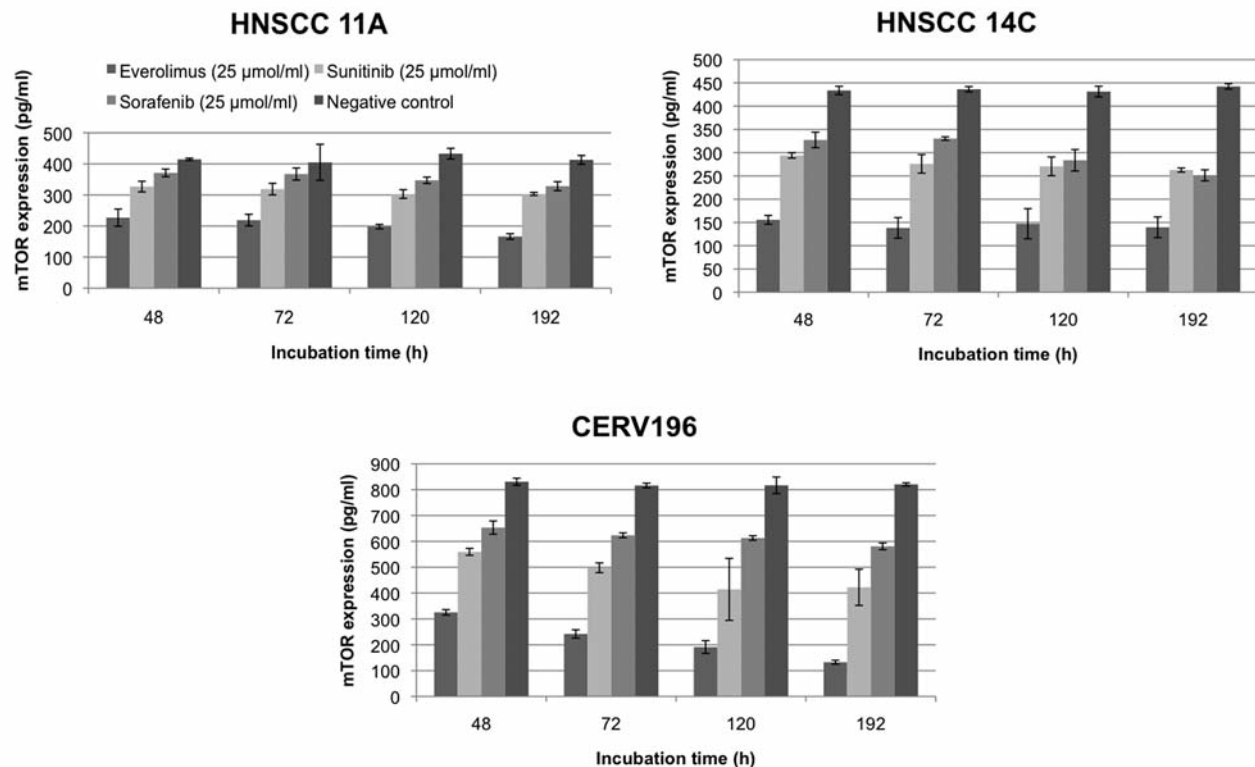 HNSCC 11A
■ Everolimus (25 µmol/ml) ■ Sunitinib (25 µmol/ml)
■ Sorafenib (25 µmol/ml) ■ Negative control
mTOR expression (pg/ml)
500
400
300
200
100
0
48 72 120 192
Incubation time (h)
HNSCC 14C
mTOR expression (pg/ml)
500
450
400
350
300
250
200
150
100
50
0
48 72 120 192
Incubation time (h)
CERV196
mTOR expression (pg/ml)
900
800
700
600
500
400
300
200
100
0
48 72 120 192
Incubation time (h)